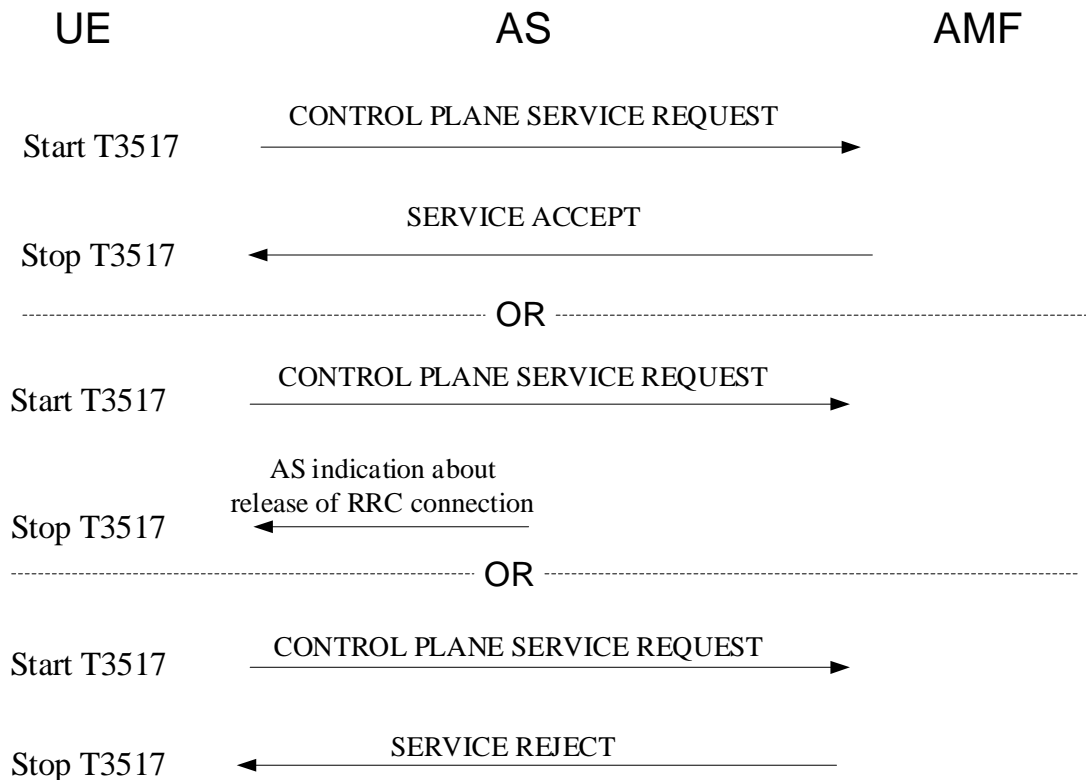 UE AS AMF
CONTROL PLANE SERVICE REQUEST
Start T3517
SERVICE ACCEPT
Stop T3517
OR
CONTROL PLANE SERVICE REQUEST
Start T3517
AS indication about
release of RRC connection
Stop T3517
OR
CONTROL PLANE SERVICE REQUEST
Start T3517
SERVICE REJECT
Stop T3517